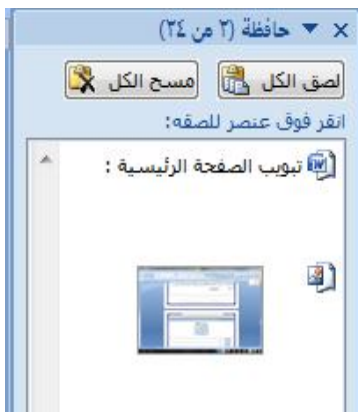 حافظة (٢ من ٢٤)
لصق الكل مسح الكل
انقر فوق عنصر للصقه:
تبويب الصفحة الرئيسية :